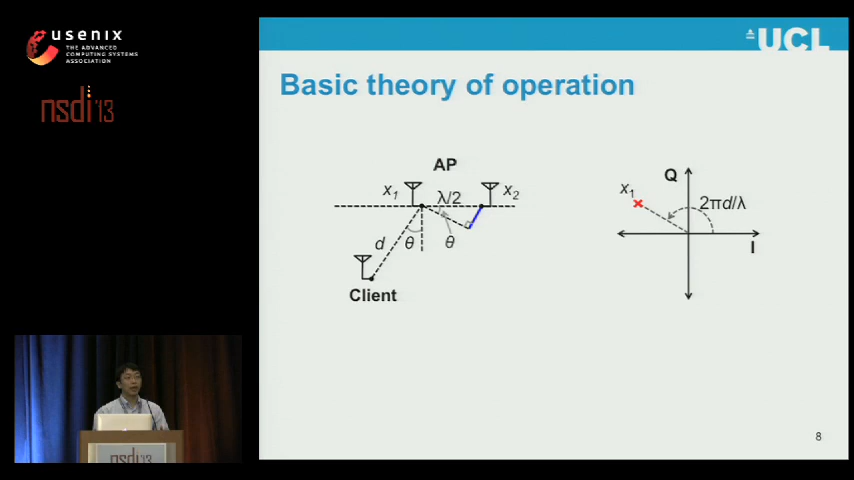 usenix
THE ADVANCED
COMPUTING SYSTEMS
ASSOCIATION
nsdi '13
UCL
Basic theory of operation
AP
x1
λ/2
x2
d
θ
θ
Client
Q
x1
2πd/λ
I
8
nsdi'13